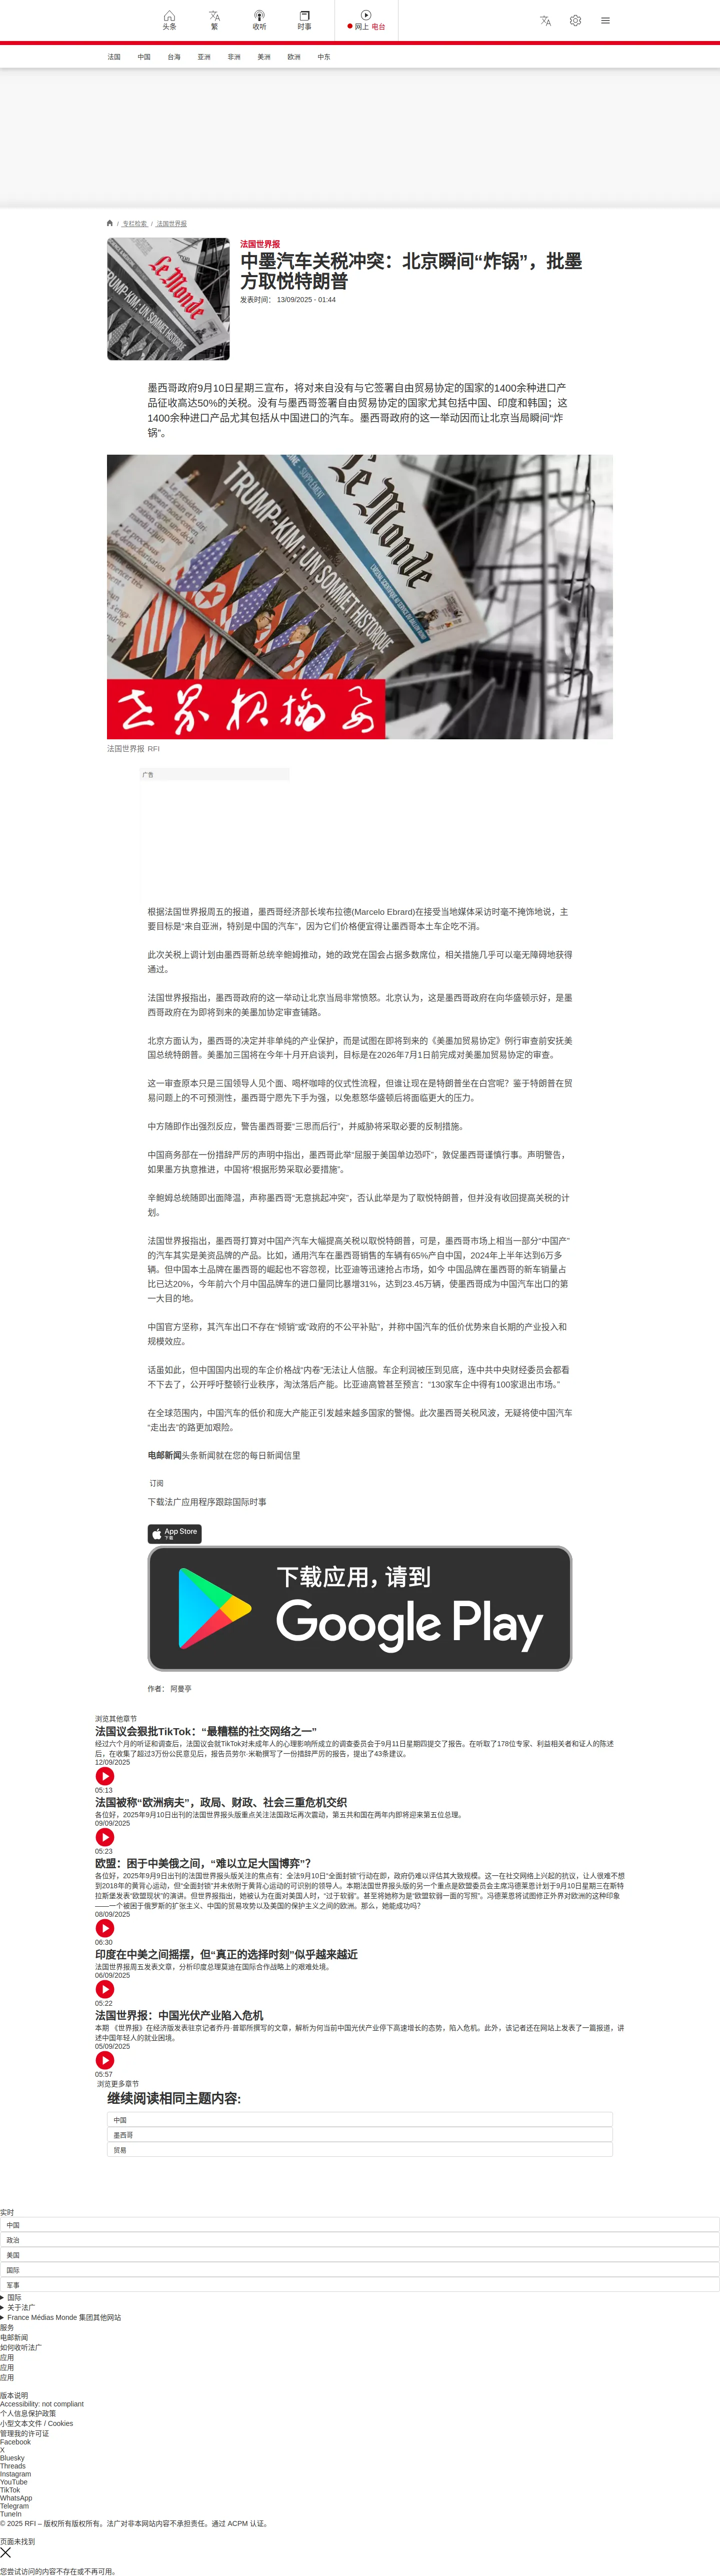 头条
繁
收听
时事
网上 电台
法国 中国 台海 亚洲 非洲 美洲 欧洲 中东
/ 专栏检索 / 法国世界报
法国世界报
中墨汽车关税冲突：北京瞬间“炸锅”，批墨
方取悦特朗普
发表时间： 13/09/2025 - 01:44
墨西哥政府9月10日星期三宣布，将对来自没有与它签署自由贸易协定的国家的1400余种进口产
品征收高达50%的关税。没有与墨西哥签署自由贸易协定的国家尤其包括中国、印度和韩国；这
1400余种进口产品尤其包括从中国进口的汽车。墨西哥政府的这一举动因而让北京当局瞬间“炸
锅”。
Le Monde
TRUMP-KIM : UN SOMMET HISTORIQUE
世界报摘要
法国世界报 RFI
广告
根据法国世界报周五的报道，墨西哥经济部长埃布拉德(Marcelo Ebrard)在接受当地媒体采访时毫不掩饰地说，主
要目标是“来自亚洲，特别是中国的汽车”，因为它们价格便宜得让墨西哥本土车企吃不消。
此次关税上调计由墨西哥新总统辛鲍姆推动，她的政党在国会占据多数席位，相关措施几乎可以毫无障碍地获得
通过。
法国世界报指出，墨西哥政府的这一举动让北京当局非常愤怒。北京认为，这是墨西哥政府在向华盛顿示好，是墨
西哥政府在为即将到来的美墨加协定审查铺路。
北京方面认为，墨西哥的决定并非单纯的产业保护，而是试图在即将到来的《美墨加贸易协定》例行审查前安抚美
国总统特朗普。美墨加三国将在今年十月开启谈判，目标是在2026年7月1日前完成对美墨加贸易协定的审查。
这一审查原本只是三国领导人见个面、喝杯咖啡的仪式性流程，但谁让现在是特朗普坐在白宫呢？鉴于特朗普在贸
易问题上的不可预测性，墨西哥宁愿先下手为强，以免惹怒华盛顿后将面临更大的压力。
中方随即作出强烈反应，警告墨西哥要“三思而后行”，并威胁将采取必要的反制措施。
中国商务部在一份措辞严厉的声明中指出，墨西哥此举“屈服于美国单边恐吓”，敦促墨西哥谨慎行事。声明警告，
如果墨方执意推进，中国将“根据形势采取必要措施”。
辛鲍姆总统随即出面降温，声称墨西哥“无意挑起冲突”，否认此举是为了取悦特朗普，但并没有收回提高关税的计
划。
法国世界报指出，墨西哥打算对中国产汽车大幅提高关税以取悦特朗普，可是，墨西哥市场上相当一部分“中国产”
的汽车其实是美资品牌的产品。比如，通用汽车在墨西哥销售的车辆有65%产自中国，2024年上半年达到6万多
辆。但中国本土品牌在墨西哥的崛起也不容忽视，比亚迪等迅速抢占市场，如今 中国品牌在墨西哥的新车销量占
比已达20%，今年前六个月中国品牌车的进口量同比暴增31%，达到23.45万辆，使墨西哥成为中国汽车出口的第
一大目的地。
中国官方坚称，其汽车出口不存在“倾销”或“政府的不公平补贴”，并称中国汽车的低价优势来自长期的产业投入和
规模效应。
话虽如此，但中国国内出现的车企价格战“内卷”无法让人信服。车企利润被压到见底，连中共中央财经委员会都看
不下去了，公开呼吁整顿行业秩序，淘汰落后产能。比亚迪高管甚至预言：“130家车企中得有100家退出市场。”
在全球范围内，中国汽车的低价和庞大产能正引发越来越多国家的警惕。此次墨西哥关税风波，无疑将使中国汽车
“走出去”的路更加艰险。
电邮新闻头条新闻就在您的每日新闻信里
订阅
下载法广应用程序跟踪国际时事
App Store
下载
下载应用，请到
Google Play
作者： 阿曼亭
浏览其他章节
法国议会狠批TikTok：“最糟糕的社交网络之一”
经过六个月的听证和调查后，法国议会就TikTok对未成年人的心理影响所成立的调查委员会于9月11日星期四提交了报告。在听取了178位专家、利益相关者和证人的陈述
后，在收集了超过3万份公民意见后，报告员劳尔·米勒撰写了一份措辞严厉的报告，提出了43条建议。
12/09/2025
05:13
法国被称“欧洲病夫”，政局、财政、社会三重危机交织
各位好，2025年9月10日出刊的法国世界报头版重点关注法国政坛再次震动，第五共和国在两年内即将迎来第五位总理。
09/09/2025
05:23
欧盟：困于中美俄之间，“难以立足大国博弈”？
各位好，2025年9月9日出刊的法国世界报头版关注的焦点有：全法9月10日“全面封锁”行动在即，政府仍难以评估其大致规模。这一在社交网络上兴起的抗议，让人很难不想
到2018年的黄背心运动，但“全面封锁”并未依附于黄背心运动的可识别的领导人。本期法国世界报头版的另一个重点是欧盟委员会主席冯德莱恩计划于9月10日星期三在斯特
拉斯堡发表“欧盟现状”的演讲。但世界报指出，她被认为在面对美国人时，“过于软弱”。甚至将她称为是“欧盟软弱一面的写照”。冯德莱恩将试图修正外界对欧洲的这种印象
——一个被困于俄罗斯的扩张主义、中国的贸易攻势以及美国的保护主义之间的欧洲。那么，她能成功吗？
08/09/2025
06:30
印度在中美之间摇摆，但“真正的选择时刻”似乎越来越近
法国世界报周五发表文章，分析印度总理莫迪在国际合作战略上的艰难处境。
06/09/2025
05:22
法国世界报：中国光伏产业陷入危机
本期 《世界报》在经济版发表驻京记者乔丹·普耶所撰写的文章，解析为何当前中国光伏产业停下高速增长的态势，陷入危机。此外，该记者还在网站上发表了一篇报道，讲
述中国年轻人的就业困境。
05/09/2025
05:57
浏览更多章节
继续阅读相同主题内容:
中国
墨西哥
贸易
实时
中国
政治
美国
国际
军事
国际
关于法广
France Médias Monde 集团其他网站
服务
电邮新闻
如何收听法广
应用
应用
应用
版本说明
Accessibility: not compliant
个人信息保护政策
小型文本文件 / Cookies
管理我的许可证
Facebook
X
Bluesky
Threads
Instagram
YouTube
TikTok
WhatsApp
Telegram
TuneIn
© 2025 RFI – 版权所有版权所有。法广对非本网站内容不承担责任。通过 ACPM 认证。
页面未找到
您尝试访问的内容不存在或不再可用。